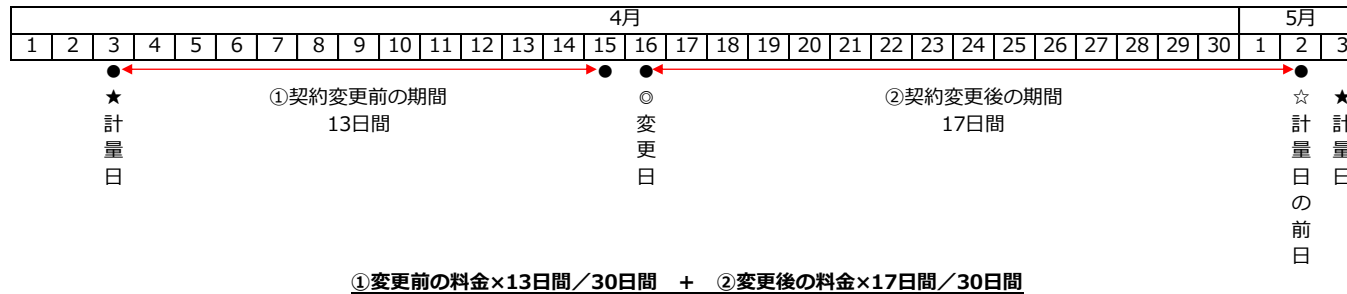 4月 5月
1 2 3 4 5 6 7 8 9 10 11 12 13 14 15 16 17 18 19 20 21 22 23 24 25 26 27 28 29 30 1 2 3
★計量日
①契約変更前の期間
13日間
◎変更日
②契約変更後の期間
17日間
☆計量日の前日
★計量日
①変更前の料金×13日間／30日間 + ②変更後の料金×17日間／30日間